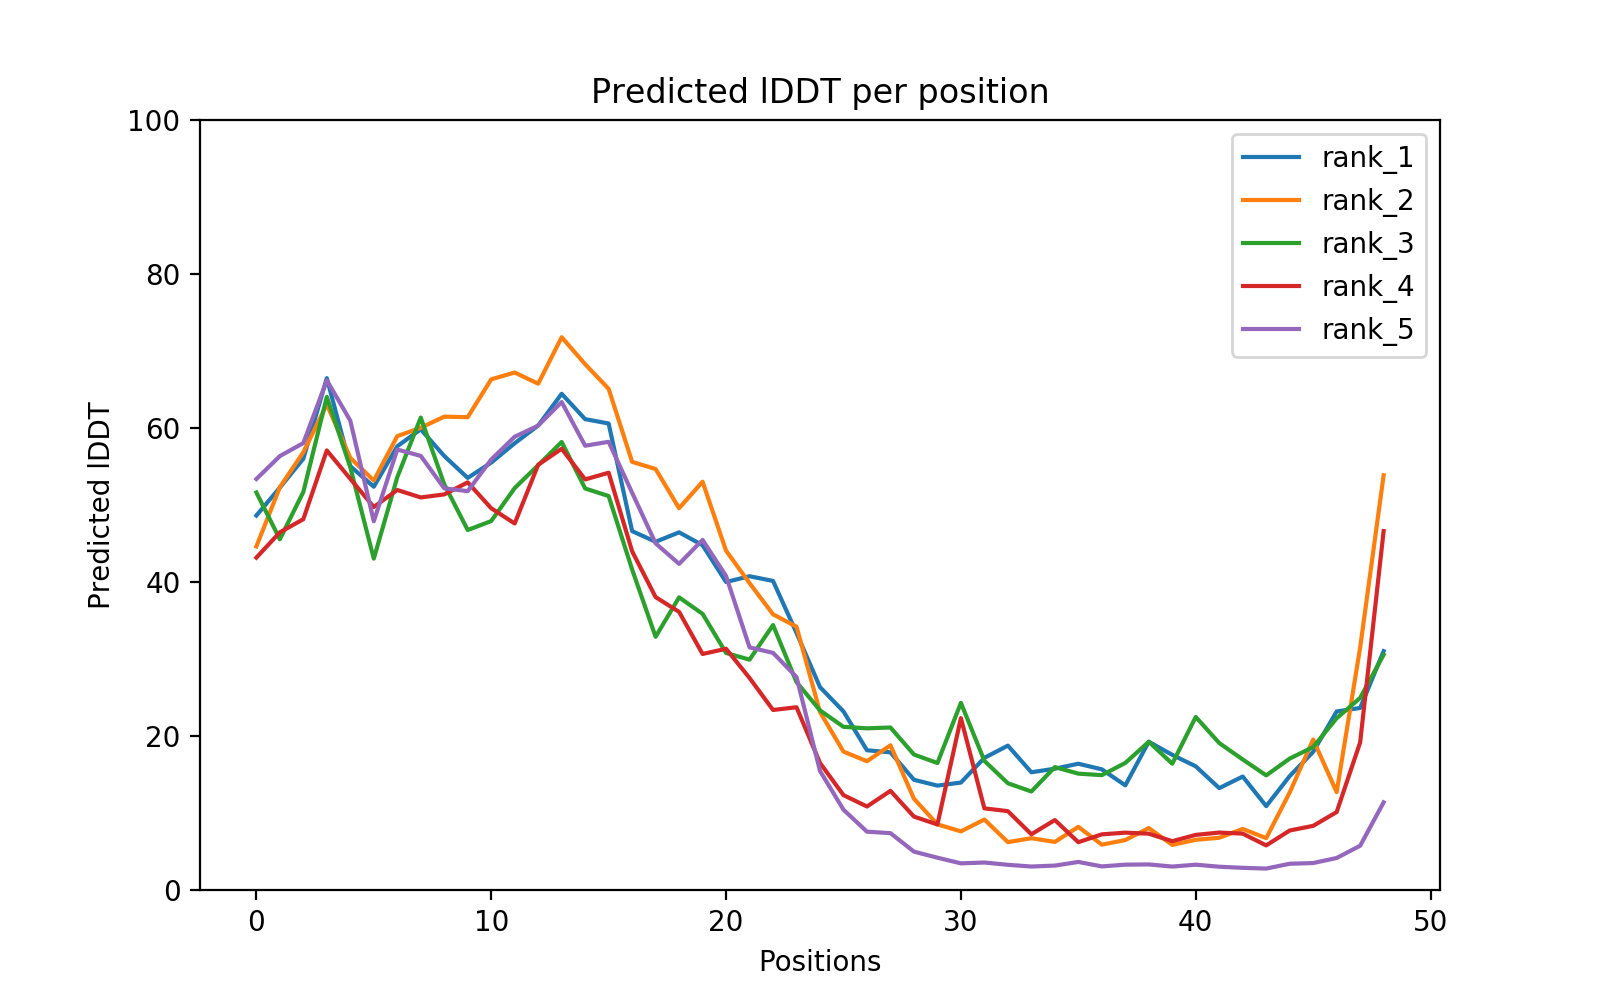 Predicted lDDT per position
100
80
60
40
20
0
Predicted lDDT
rank_1
rank_2
rank_3
rank_4
rank_5
0 10 20 30 40 50
Positions